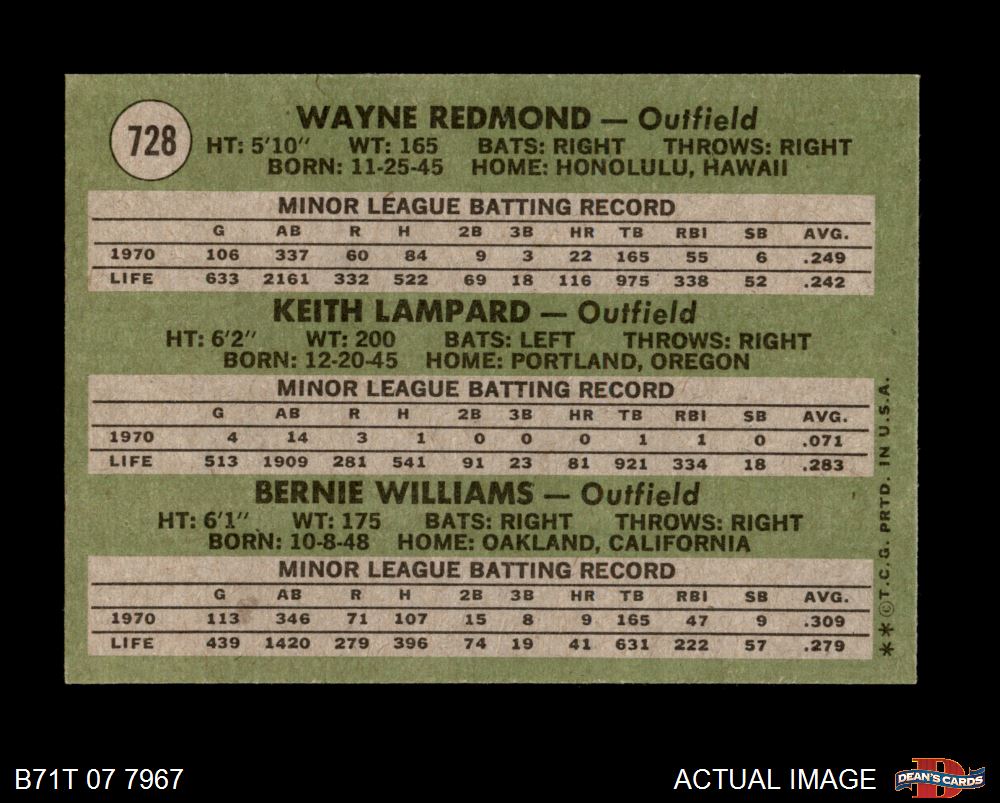 728
WAYNE REDMOND — Outfield
HT: 5'10" WT: 165 BATS: RIGHT THROWS: RIGHT
BORN: 11-25-45 HOME: HONOLULU, HAWAII
MINOR LEAGUE BATTING RECORD
G AB R H 2B 3B HR TB RBI SB AVG.
1970 106 337 60 84 9 3 22 165 55 6 .249
LIFE 633 2161 332 522 69 18 116 975 338 52 .242
KEITH LAMPARD — Outfield
HT: 6'2" WT: 200 BATS: LEFT THROWS: RIGHT
BORN: 12-20-45 HOME: PORTLAND, OREGON
MINOR LEAGUE BATTING RECORD
G AB R H 2B 3B HR TB RBI SB AVG.
1970 4 14 3 1 0 0 0 1 1 0 .071
LIFE 513 1909 281 541 91 23 81 921 334 18 .283
BERNIE WILLIAMS — Outfield
HT: 6'1" WT: 175 BATS: RIGHT THROWS: RIGHT
BORN: 10-8-48 HOME: OAKLAND, CALIFORNIA
MINOR LEAGUE BATTING RECORD
G AB R H 2B 3B HR TB RBI SB AVG.
1970 113 346 71 107 15 8 9 165 47 9 .309
LIFE 439 1420 279 396 74 19 41 631 222 57 .279
**©T.C.G. PRTD. IN U.S.A.
B71T 07 7967
ACTUAL IMAGE
DEAN'S CARDS